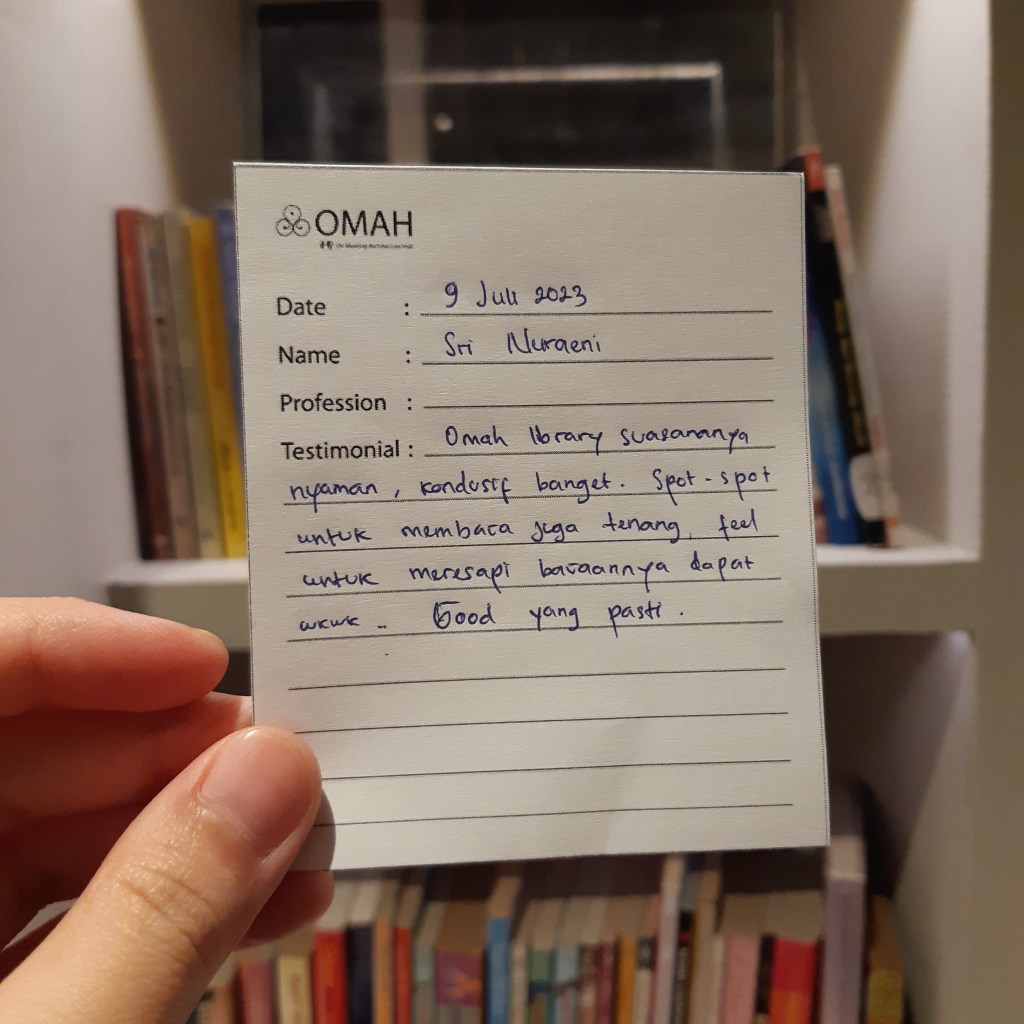 OMAH
Date : 9 Juli 2023
Name : Sri Nuraeni
Profession :
Testimonial : Omah library suasananya
nyaman, kondusif banget. Spot-spot
untuk membaca juga tenang, feel
untuk meresapi bacaannya dapat
wkwk.. Good yang pasti.